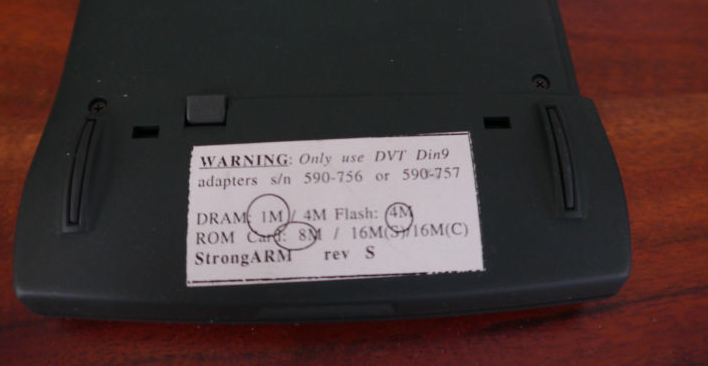 WARNING: Only use DVT Din9
adapters s/n 590-756 or 590-757
DRAM: 1M / 4M Flash: 4M
ROM Card: 8M / 16M(S)/16M(C)
StrongARM rev S